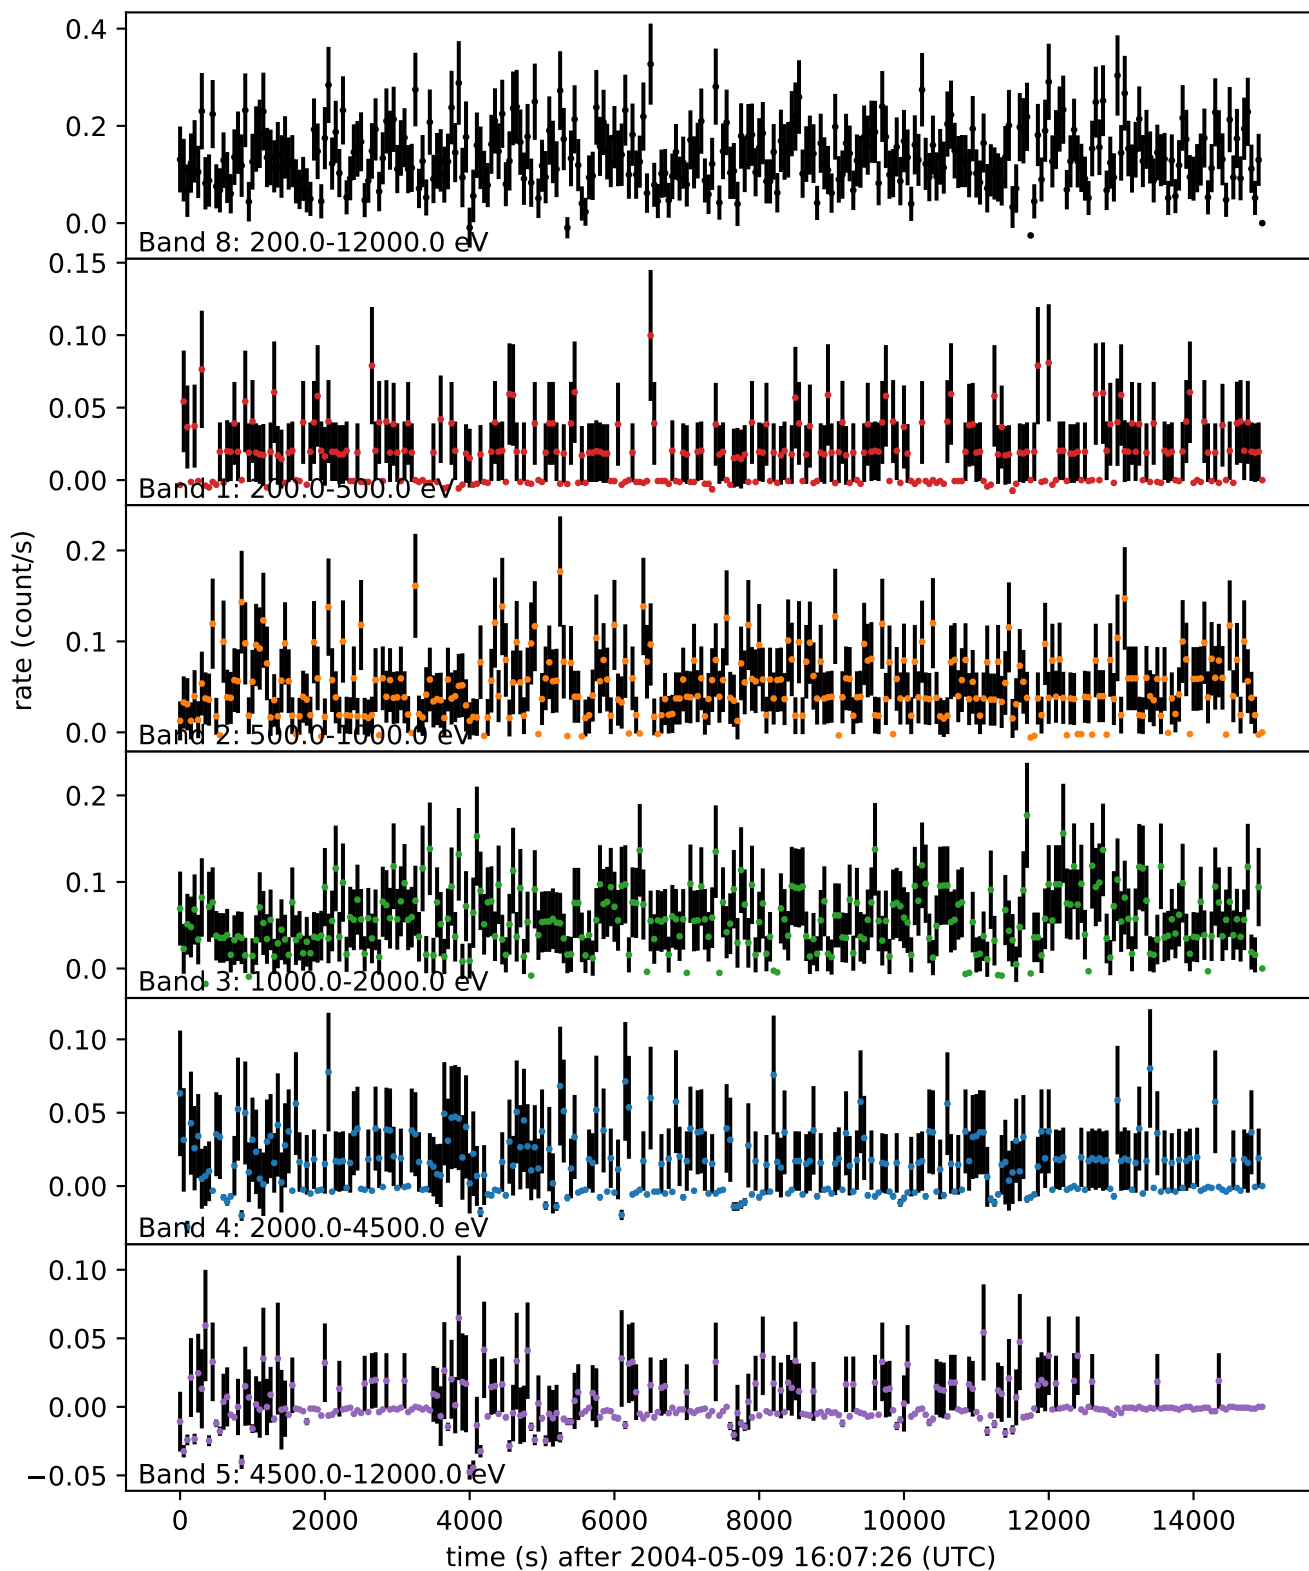 0.4
0.2
0.0
Band 8: 200.0-12000.0 eV
0.15
0.10
0.05
0.00
Band 1: 200.0-500.0 eV
0.2
0.1
0.0
Band 2: 500.0-1000.0 eV
rate (count/s)
0.2
0.1
0.0
Band 3: 1000.0-2000.0 eV
0.10
0.05
0.00
Band 4: 2000.0-4500.0 eV
0.10
0.05
0.00
−0.05
Band 5: 4500.0-12000.0 eV
0 2000 4000 6000 8000 10000 12000 14000
time (s) after 2004-05-09 16:07:26 (UTC)